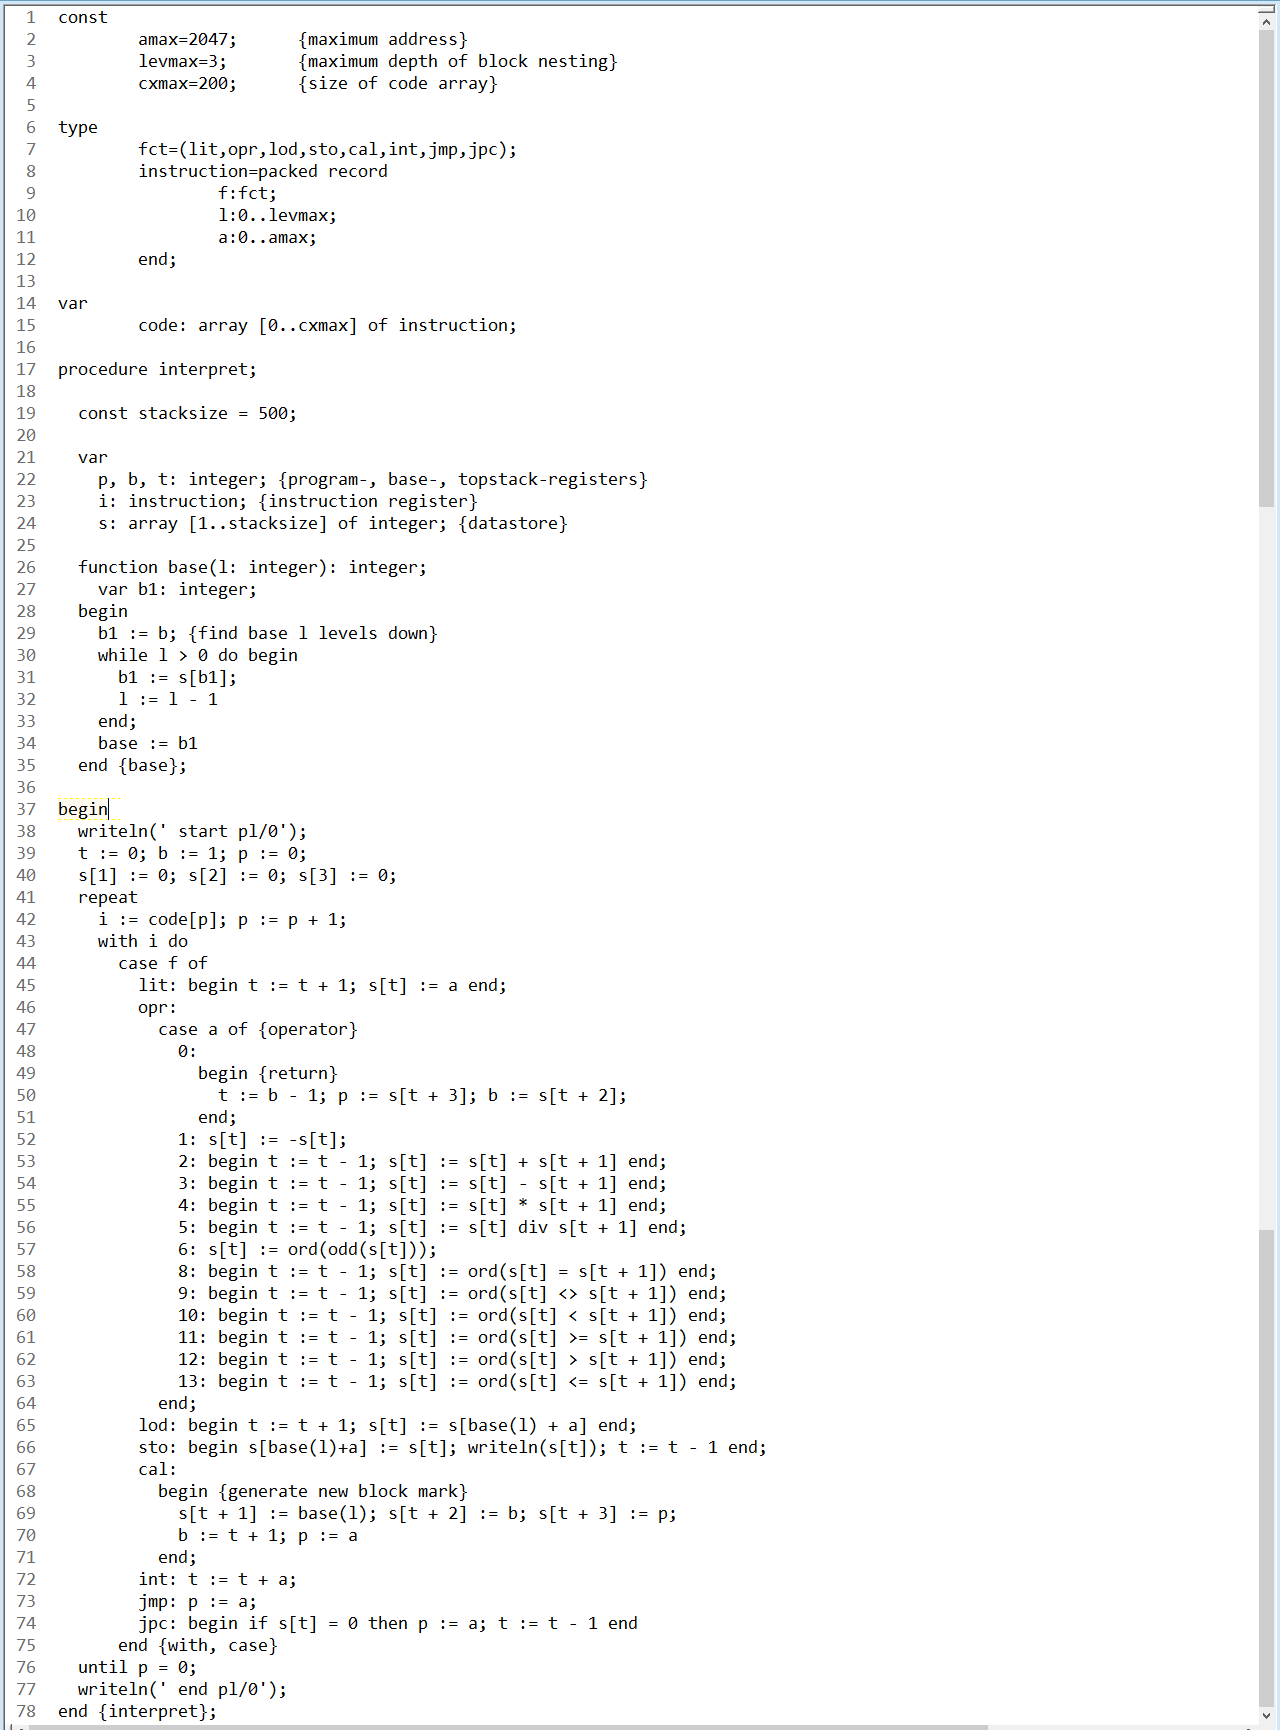 1 const
2 amax=2047; {maximum address}
3 levmax=3; {maximum depth of block nesting}
4 cxmax=200; {size of code array}
5
6 type
7 fct=(lit,opr,lod,sto,cal,int,jmp,jpc);
8 instruction=packed record
9 f:fct;
10 l:0..levmax;
11 a:0..amax;
12 end;
13
14 var
15 code: array [0..cxmax] of instruction;
16
17 procedure interpret;
18
19 const stacksize = 500;
20
21 var
22 p, b, t: integer; {program-, base-, topstack-registers}
23 i: instruction; {instruction register}
24 s: array [1..stacksize] of integer; {datastore}
25
26 function base(l: integer): integer;
27 var b1: integer;
28 begin
29 b1 := b; {find base l levels down}
30 while l > 0 do begin
31 b1 := s[b1];
32 l := l - 1
33 end;
34 base := b1
35 end {base};
36
37 begin
38 writeln(' start pl/0');
39 t := 0; b := 1; p := 0;
40 s[1] := 0; s[2] := 0; s[3] := 0;
41 repeat
42 i := code[p]; p := p + 1;
43 with i do
44 case f of
45 lit: begin t := t + 1; s[t] := a end;
46 opr:
47 case a of {operator}
48 0:
49 begin {return}
50 t := b - 1; p := s[t + 3]; b := s[t + 2];
51 end;
52 1: s[t] := -s[t];
53 2: begin t := t - 1; s[t] := s[t] + s[t + 1] end;
54 3: begin t := t - 1; s[t] := s[t] - s[t + 1] end;
55 4: begin t := t - 1; s[t] := s[t] * s[t + 1] end;
56 5: begin t := t - 1; s[t] := s[t] div s[t + 1] end;
57 6: s[t] := ord(odd(s[t]));
58 8: begin t := t - 1; s[t] := ord(s[t] = s[t + 1]) end;
59 9: begin t := t - 1; s[t] := ord(s[t] <> s[t + 1]) end;
60 10: begin t := t - 1; s[t] := ord(s[t] < s[t + 1]) end;
61 11: begin t := t - 1; s[t] := ord(s[t] >= s[t + 1]) end;
62 12: begin t := t - 1; s[t] := ord(s[t] > s[t + 1]) end;
63 13: begin t := t - 1; s[t] := ord(s[t] <= s[t + 1]) end;
64 end;
65 lod: begin t := t + 1; s[t] := s[base(l) + a] end;
66 sto: begin s[base(l)+a] := s[t]; writeln(s[t]); t := t - 1 end;
67 cal:
68 begin {generate new block mark}
69 s[t + 1] := base(l); s[t + 2] := b; s[t + 3] := p;
70 b := t + 1; p := a
71 end;
72 int: t := t + a;
73 jmp: p := a;
74 jpc: begin if s[t] = 0 then p := a; t := t - 1 end
75 end {with, case}
76 until p = 0;
77 writeln(' end pl/0');
78 end {interpret};